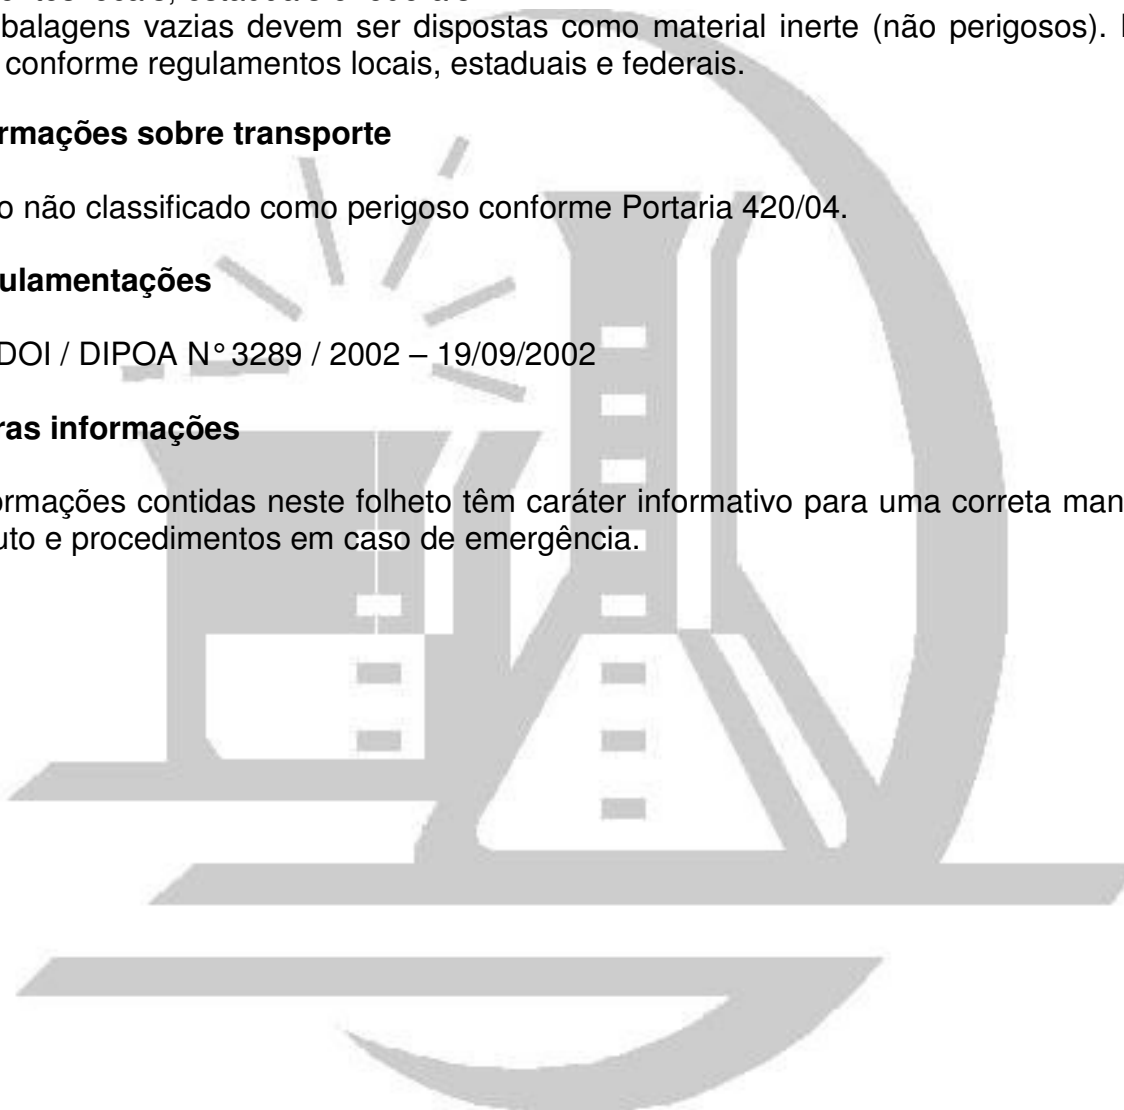 balagens vazias devem ser dispostas como material inerte (não perigosos).
conforme regulamentos locais, estaduais e federais.
rmações sobre transporte
o não classificado como perigoso conforme Portaria 420/04.
ulamentações
DOI / DIPOA N° 3289 / 2002 – 19/09/2002
ras informações
ormações contidas neste folheto têm caráter informativo para uma correta man
uto e procedimentos em caso de emergência.